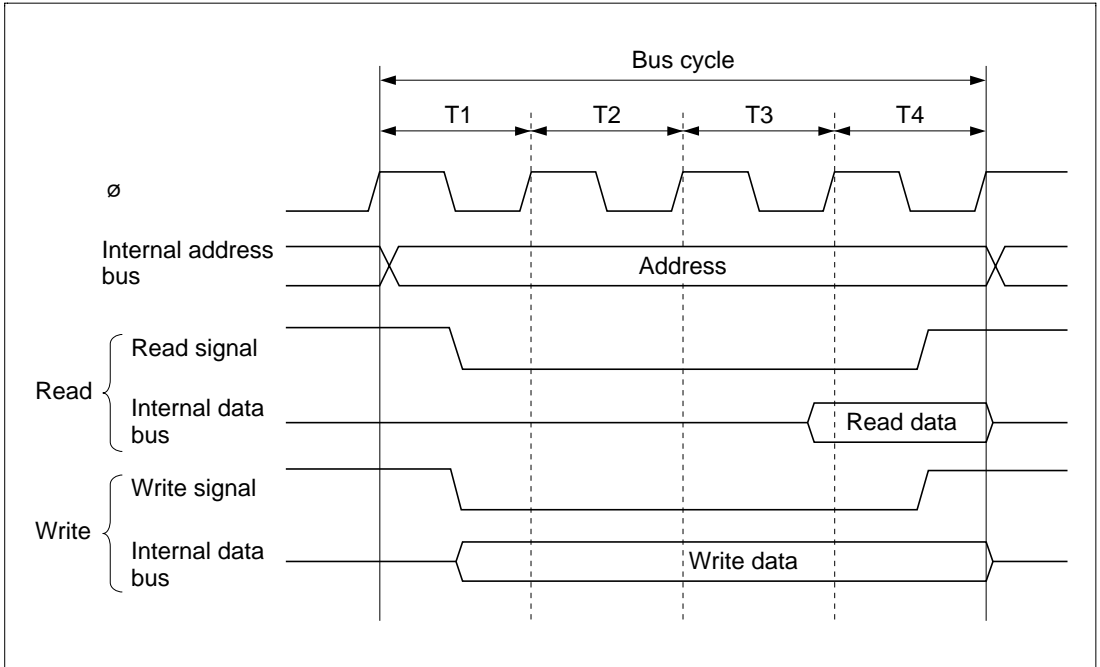 Bus cycle
T1 T2 T3 T4
ø
Internal address
bus
Address
Read
Read signal
Internal data
bus
Read data
Write
Write signal
Internal data
bus
Write data